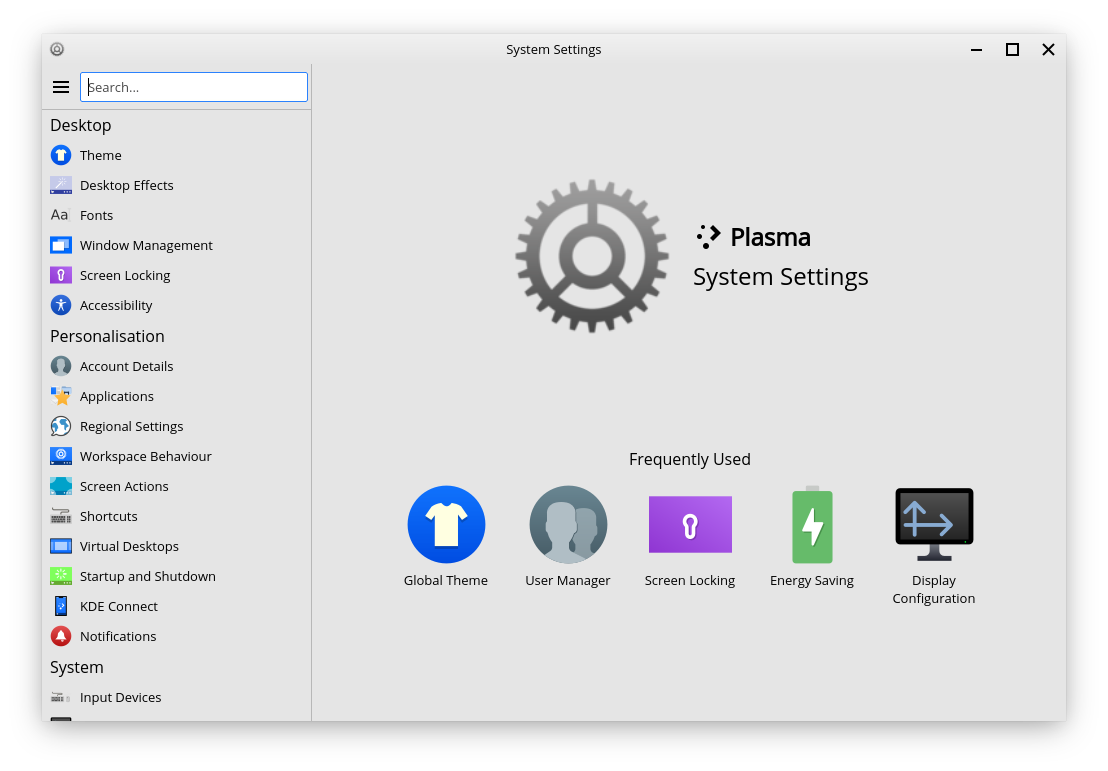 System Settings
Search...
Desktop
Theme
Desktop Effects
Aa Fonts
Window Management
Screen Locking
Accessibility
Personalisation
Account Details
Applications
Regional Settings
Workspace Behaviour
Screen Actions
Shortcuts
Virtual Desktops
Startup and Shutdown
KDE Connect
Notifications
System
Input Devices
Plasma
System Settings
Frequently Used
Global Theme
User Manager
Screen Locking
Energy Saving
Display
Configuration